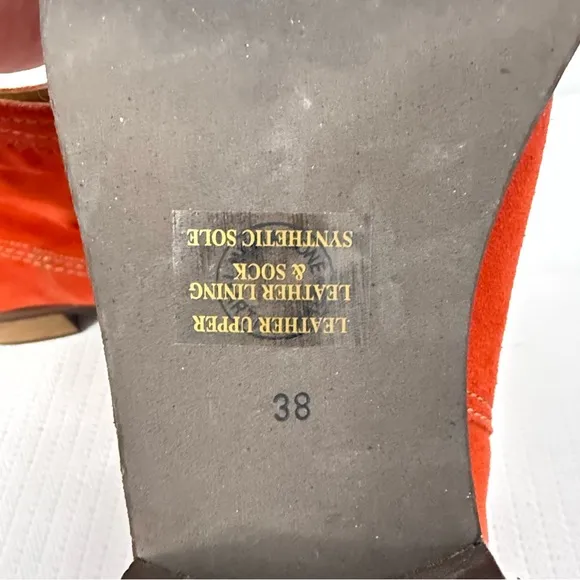 LEATHER UPPER
LEATHER LINING
& SOCK
SYNTHETIC SOLE
38